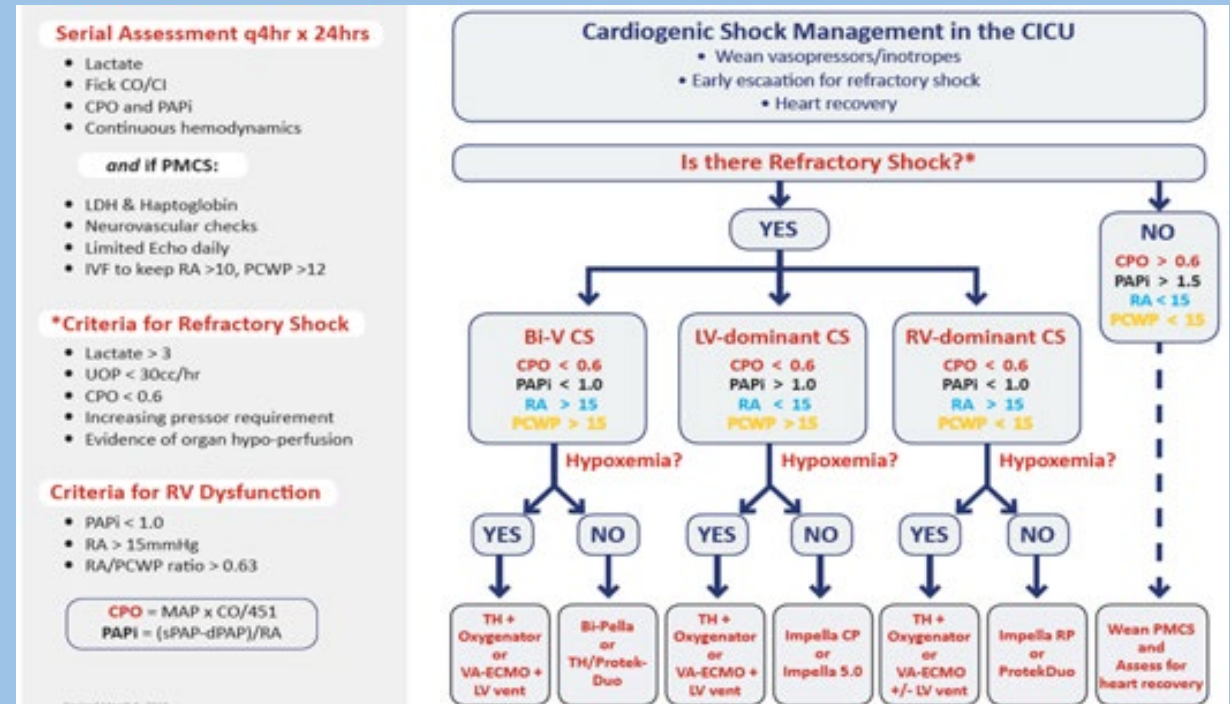 Serial Assessment q4hr x 24hrs
• Lactate
• Fick CO/CI
• CPO and PAPi
• Continuous hemodynamics
and if PMCS:
• LDH & Haptoglobin
• Neurovascular checks
• Limited Echo daily
• IVF to keep RA >10, PCWP >12
*Criteria for Refractory Shock
• Lactate > 3
• UOP < 30cc/hr
• CPO < 0.6
• Increasing pressor requirement
• Evidence of organ hypo-perfusion
Criteria for RV Dysfunction
• PAPi < 1.0
• RA > 15mmHg
• RA/PCWP ratio > 0.63
CPO = MAP x CO/451
PAPi = (sPAP-dPAP)/RA
Cardiogenic Shock Management in the CICU
• Wean vasopressors/inotropes
• Early escaation for refractory shock
• Heart recovery
Is there Refractory Shock?*
YES
NO
CPO > 0.6
PAPi > 1.5
RA < 15
PCWP < 15
Bi-V CS
CPO < 0.6
PAPi < 1.0
RA > 15
PCWP > 15
LV-dominant CS
CPO < 0.6
PAPi > 1.0
RA < 15
PCWP > 15
RV-dominant CS
CPO < 0.6
PAPi < 1.0
RA > 15
PCWP < 15
Hypoxemia?
Hypoxemia?
Hypoxemia?
YES
NO
YES
NO
YES
NO
TH +
Oxygenator
or
VA-ECMO +
LV vent
Bi-Pella
or
TH/Protek-
Duo
TH +
Oxygenator
or
VA-ECMO +
LV vent
Impella CP
or
Impella 5.0
TH +
Oxygenator
or
VA-ECMO
+/- LV vent
Impella RP
or
ProtekDuo
Wean PMCS
and
Assess for
heart recovery